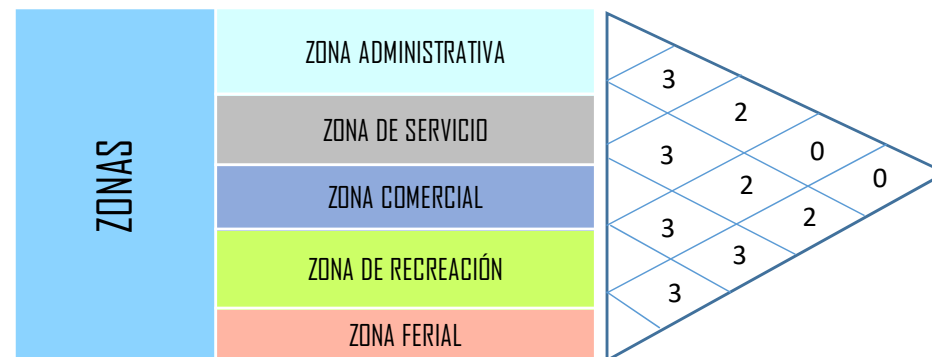 ZONAS
ZONA ADMINISTRATIVA
ZONA DE SERVICIO
ZONA COMERCIAL
ZONA DE RECREACIÓN
ZONA FERIAL
3
2
0
3
0
2
2
3
3
3